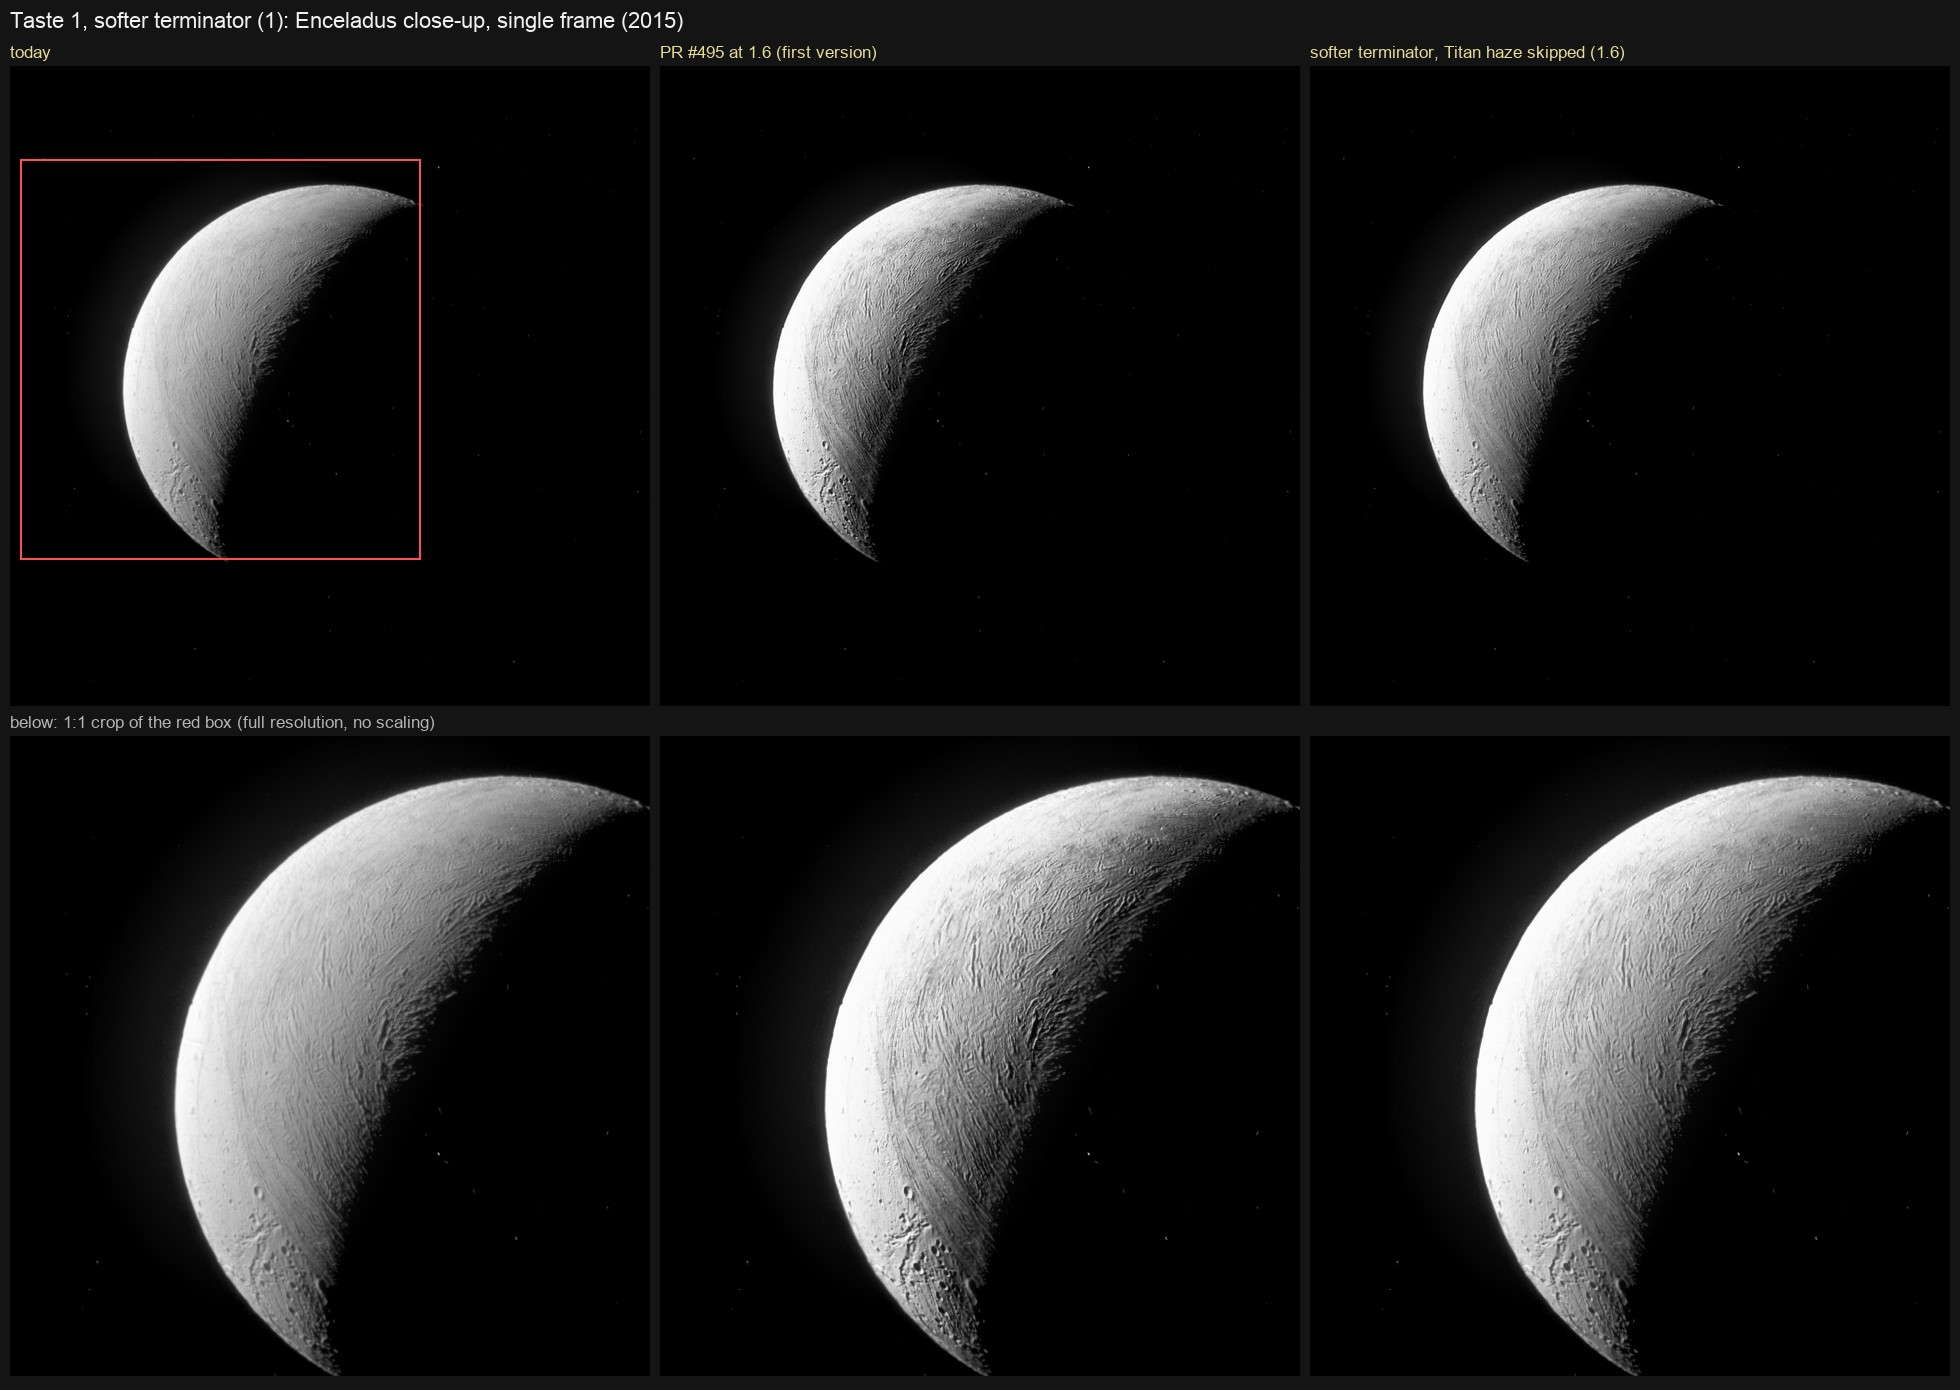 Taste 1, softer terminator (1): Enceladus close-up, single frame (2015)
today
PR #495 at 1.6 (first version)
softer terminator, Titan haze skipped (1.6)
below: 1:1 crop of the red box (full resolution, no scaling)